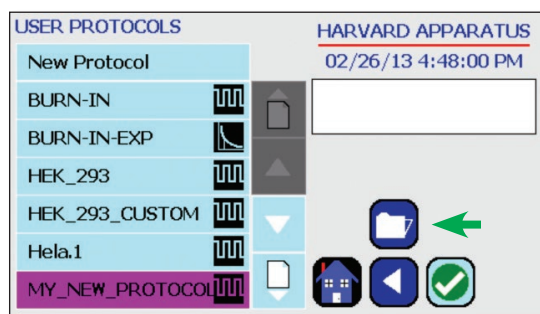 USER PROTOCOLS
New Protocol
BURN-IN
BURN-IN-EXP
HEK_293
HEK_293_CUSTOM
Hela.1
MY_NEW_PROTOCOL
HARVARD APPARATUS
02/26/13 4:48:00 PM